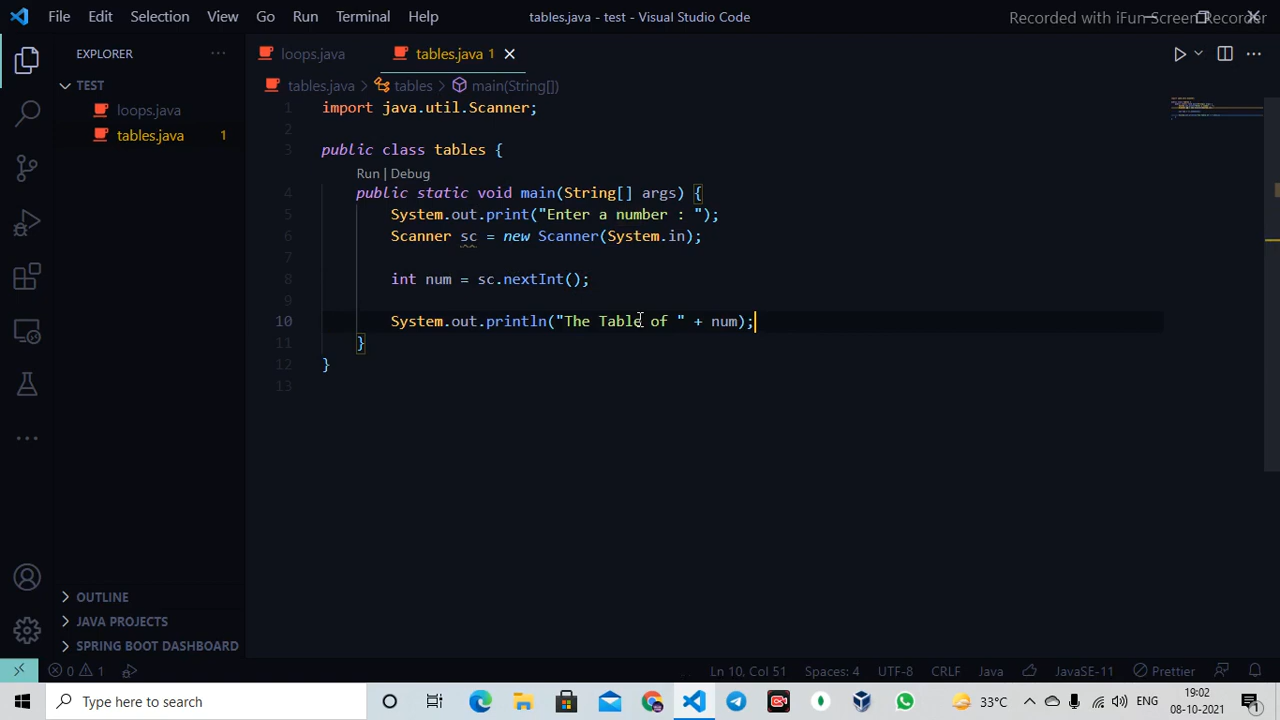 File Edit Selection View Go Run Terminal Help
tables.java - test - Visual Studio Code
Recorded with iFun Screen Recorder
EXPLORER
TEST
loops.java
tables.java 1
OUTLINE
JAVA PROJECTS
SPRING BOOT DASHBOARD
loops.java tables.java 1
tables.java > tables > main(String[])
1 import java.util.Scanner;
2
3 public class tables {
Run | Debug
4 public static void main(String[] args) {
5 System.out.print("Enter a number : ");
6 Scanner sc = new Scanner(System.in);
7
8 int num = sc.nextInt();
9
10 System.out.println("The Table of " + num);
11 }
12 }
13
0 1
Ln 10, Col 51 Spaces: 4 UTF-8 CRLF Java JavaSE-11 Prettier
Type here to search
33°C ENG
19:02
08-10-2021
1